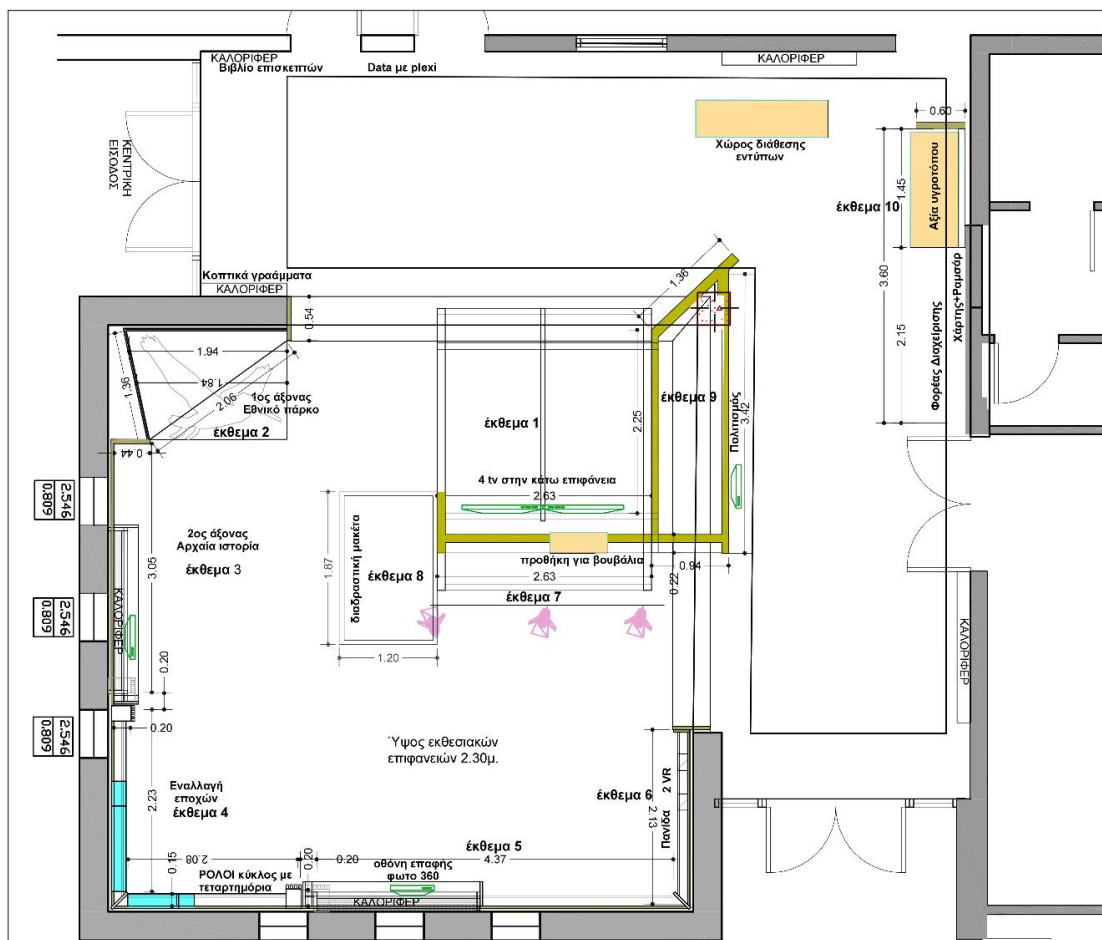 ΚΑΛΟΡΙΦΕΡ
Βιβλίο επισκεπτών
Data με plexi
ΚΑΛΟΡΙΦΕΡ
ΚΕΝΤΡΙΚΗ
ΕΙΣΟΔΟΣ
Χώρος διάθεσης
εντύπων
0.60
έκθεμα 10
1.45
Αξία υγροτόπου
3.60
2.15
Φορέας Διαχείρισης
Χάρτης+Ραμσάρ
Κοπτικά γραάμματα
ΚΑΛΟΡΙΦΕΡ
0.54
1.36
1.94
1.84
1.36
2.06
1ος άξονας
Εθνικό πάρκο
έκθεμα 2
0.44
έκθεμα 1
2.25
έκθεμα 9
Πολιτισμός
3.42
4 tv στην κάτω επιφάνεια
2.63
2.546
0.809
2ος άξονας
Αρχαία ιστορία
έκθεμα 3
3.05
ΚΑΛΟΡΙΦΕΡ
1.87
διαδραστική μακέτα
έκθεμα 8
προθήκη για βουβάλια
2.63
0.94
0.22
έκθεμα 7
1.20
2.546
0.809
0.20
0.20
2.546
0.809
ΚΑΛΟΡΙΦΕΡ
Ύψος εκθεσιακών
επιφανειών 2.30μ.
Εναλλαγή
εποχών
έκθεμα 4
2.23
έκθεμα 6
2.13
Πανίδα
2 VR
έκθεμα 5
2.08
0.15
0.20
0.20
4.37
ΡΟΛΟΙ κύκλος με
τεταρτημόρια
οθόνη επαφής
φωτο 360
ΚΑΛΟΡΙΦΕΡ